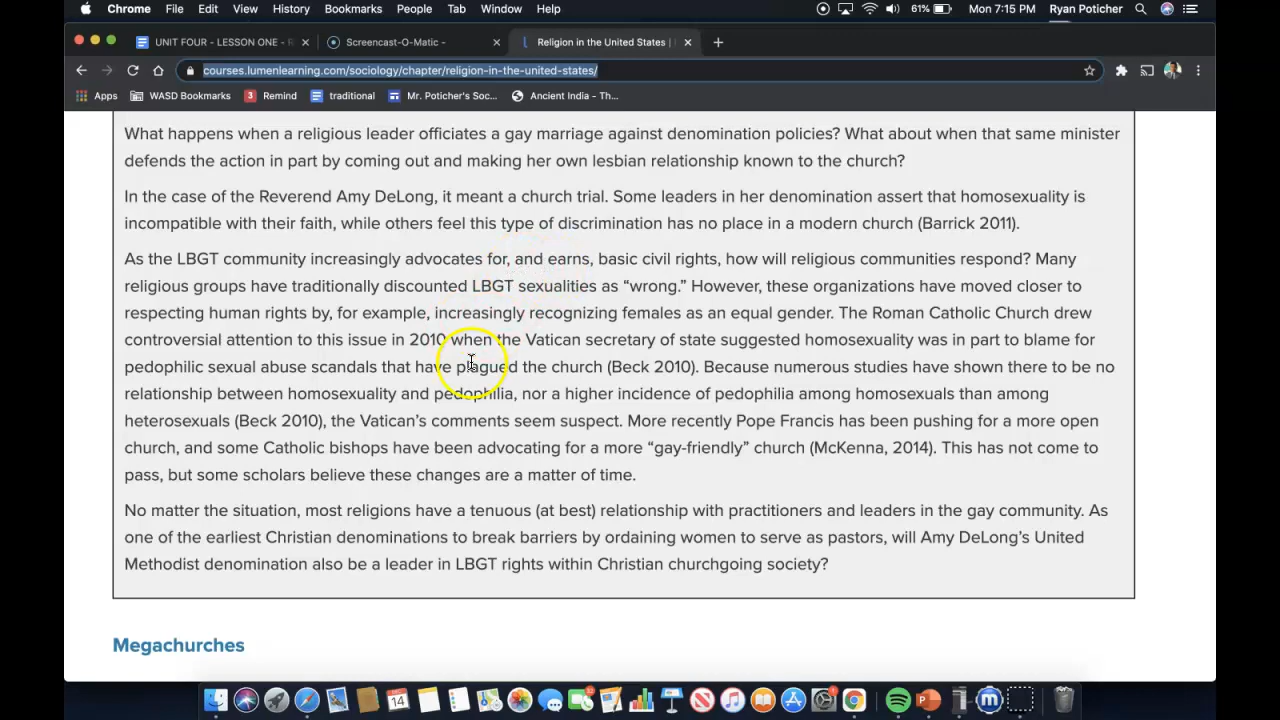 Chrome File Edit View History Bookmarks People Tab Window Help 61% Mon 7:15 PM Ryan Poticher
UNIT FOUR - LESSON ONE - R Screencast-O-Matic - Religion in the United States |
courses.lumenlearning.com/sociology/chapter/religion-in-the-united-states/
Apps WASD Bookmarks 3 Remind traditional Mr. Poticher's Soc... Ancient India - Th...
What happens when a religious leader officiates a gay marriage against denomination policies? What about when that same minister
defends the action in part by coming out and making her own lesbian relationship known to the church?
In the case of the Reverend Amy DeLong, it meant a church trial. Some leaders in her denomination assert that homosexuality is
incompatible with their faith, while others feel this type of discrimination has no place in a modern church (Barrick 2011).
As the LBGT community increasingly advocates for, and earns, basic civil rights, how will religious communities respond? Many
religious groups have traditionally discounted LBGT sexualities as “wrong.” However, these organizations have moved closer to
respecting human rights by, for example, increasingly recognizing females as an equal gender. The Roman Catholic Church drew
controversial attention to this issue in 2010 when the Vatican secretary of state suggested homosexuality was in part to blame for
pedophilic sexual abuse scandals that have plagued the church (Beck 2010). Because numerous studies have shown there to be no
relationship between homosexuality and pedophilia, nor a higher incidence of pedophilia among homosexuals than among
heterosexuals (Beck 2010), the Vatican’s comments seem suspect. More recently Pope Francis has been pushing for a more open
church, and some Catholic bishops have been advocating for a more “gay-friendly” church (McKenna, 2014). This has not come to
pass, but some scholars believe these changes are a matter of time.
No matter the situation, most religions have a tenuous (at best) relationship with practitioners and leaders in the gay community. As
one of the earliest Christian denominations to break barriers by ordaining women to serve as pastors, will Amy DeLong’s United
Methodist denomination also be a leader in LBGT rights within Christian churchgoing society?
Megachurches
14